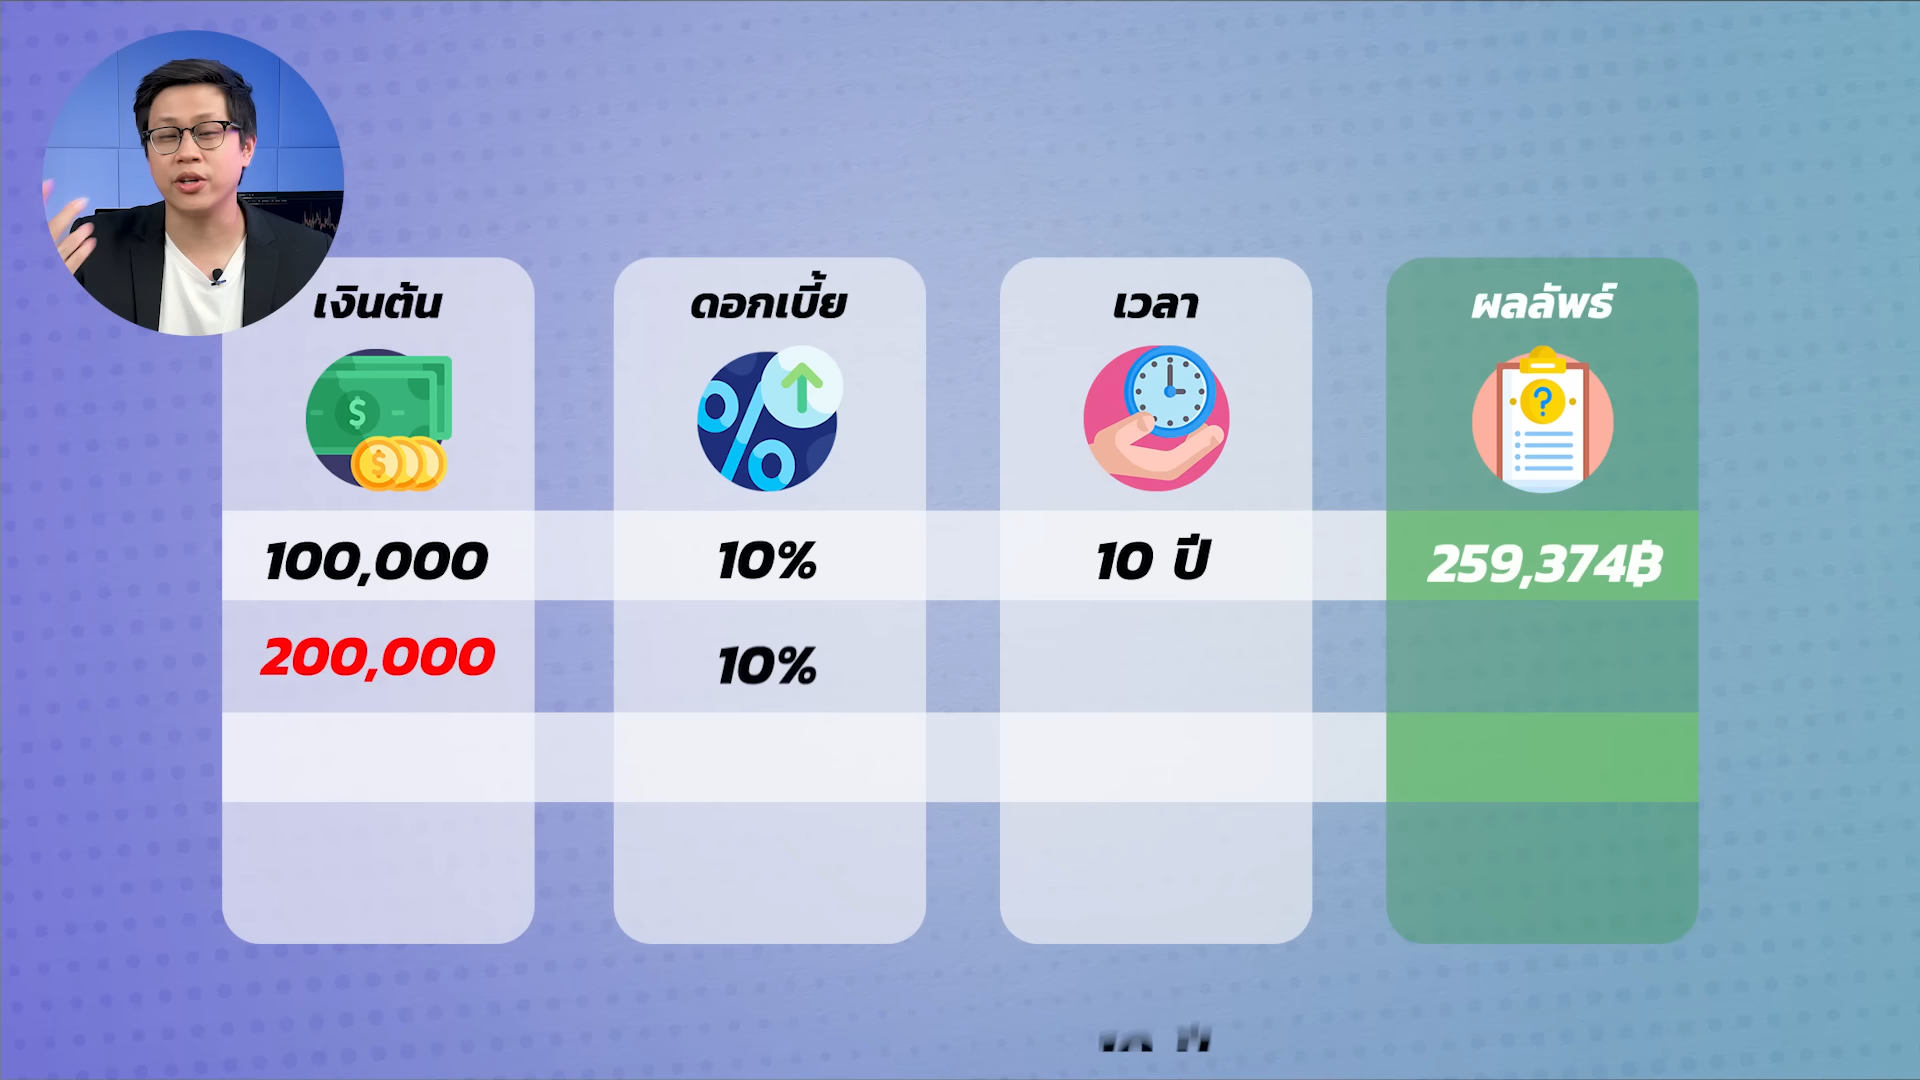 เงินต้น ดอกเบี้ย เวลา ผลลัพธ์
100,000 10% 10 ปี 259,374฿
200,000 10%